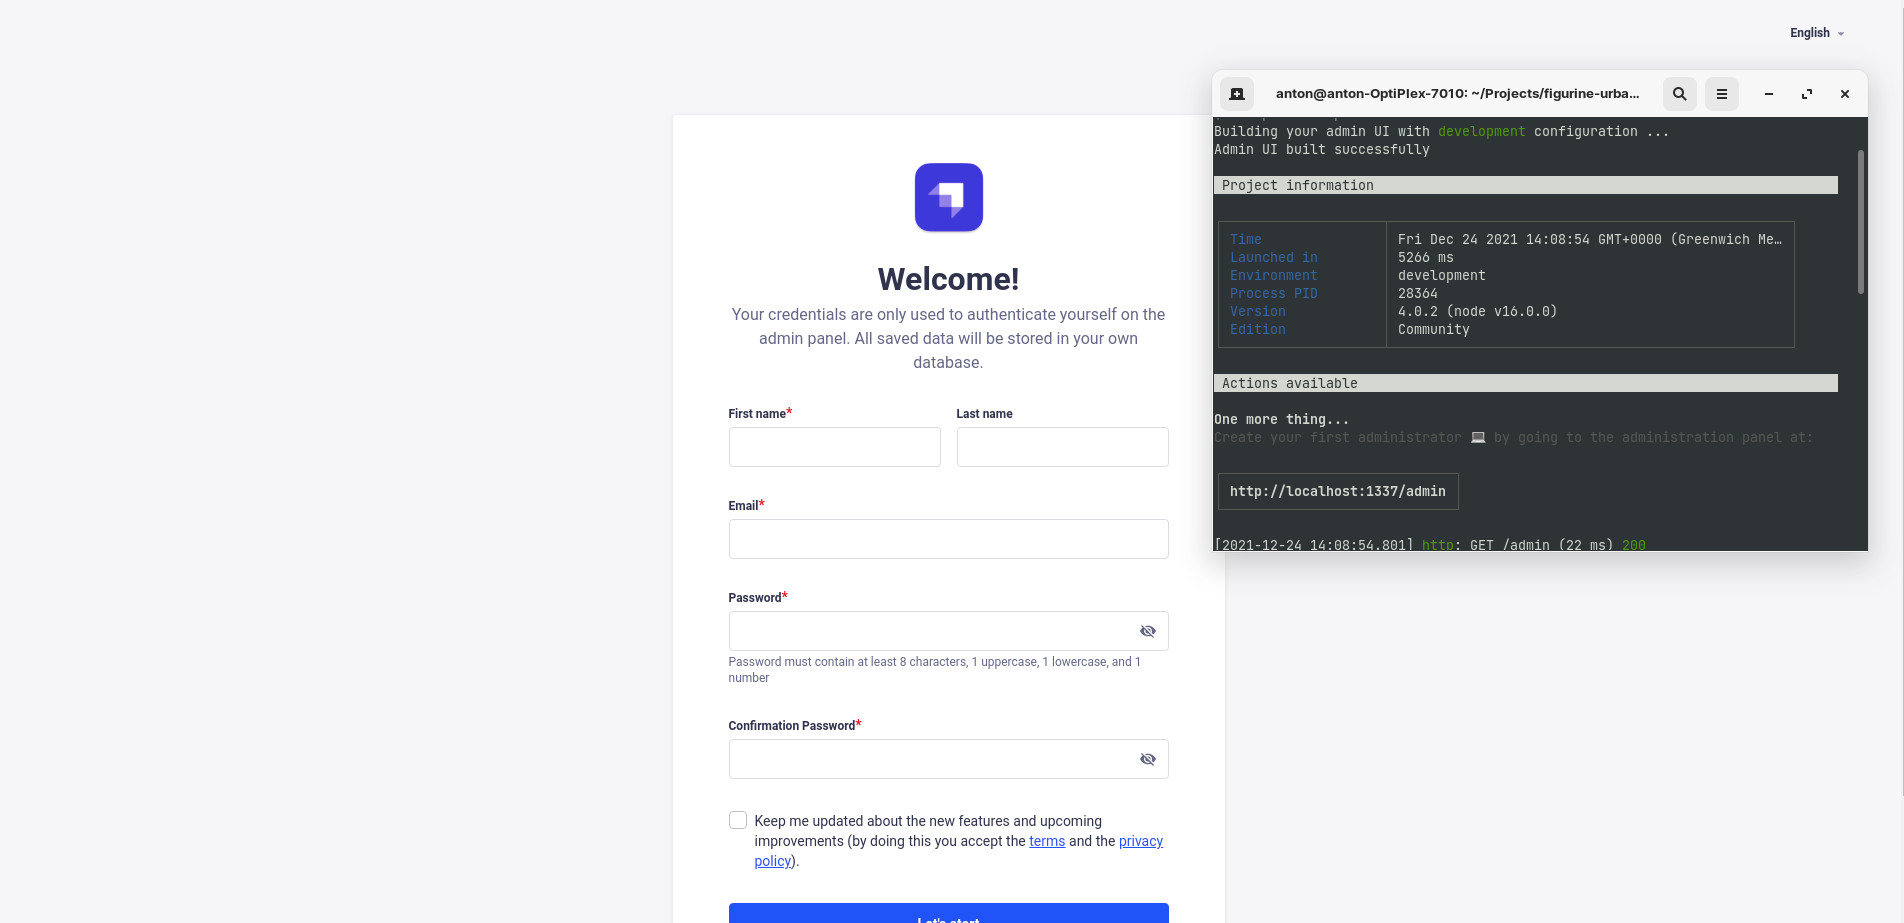 English
Welcome!
Your credentials are only used to authenticate yourself on the
admin panel. All saved data will be stored in your own
database.
First name*
Last name
Email*
Password*
Password must contain at least 8 characters, 1 uppercase, 1 lowercase, and 1
number
Confirmation Password*
Keep me updated about the new features and upcoming
improvements (by doing this you accept the terms and the privacy
policy).
Let's start
anton@anton-OptiPlex-7010: ~/Projects/figurine-urba...
Building your admin UI with development configuration ...
Admin UI built successfully
Project information
Time Fri Dec 24 2021 14:08:54 GMT+0000 (Greenwich Me…
Launched in 5266 ms
Environment development
Process PID 28364
Version 4.0.2 (node v16.0.0)
Edition Community
Actions available
One more thing...
Create your first administrator 💻 by going to the administration panel at:
http://localhost:1337/admin
[2021-12-24 14:08:54.801] http: GET /admin (22 ms) 200